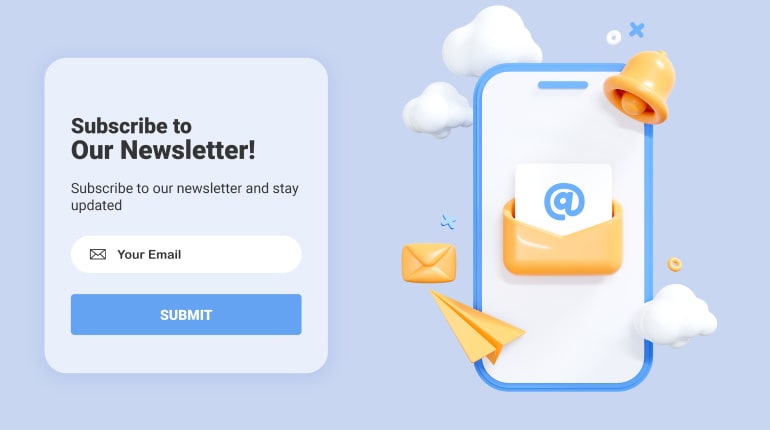 Subscribe to
Our Newsletter!
Subscribe to our newsletter and stay
updated
Your Email
SUBMIT
@